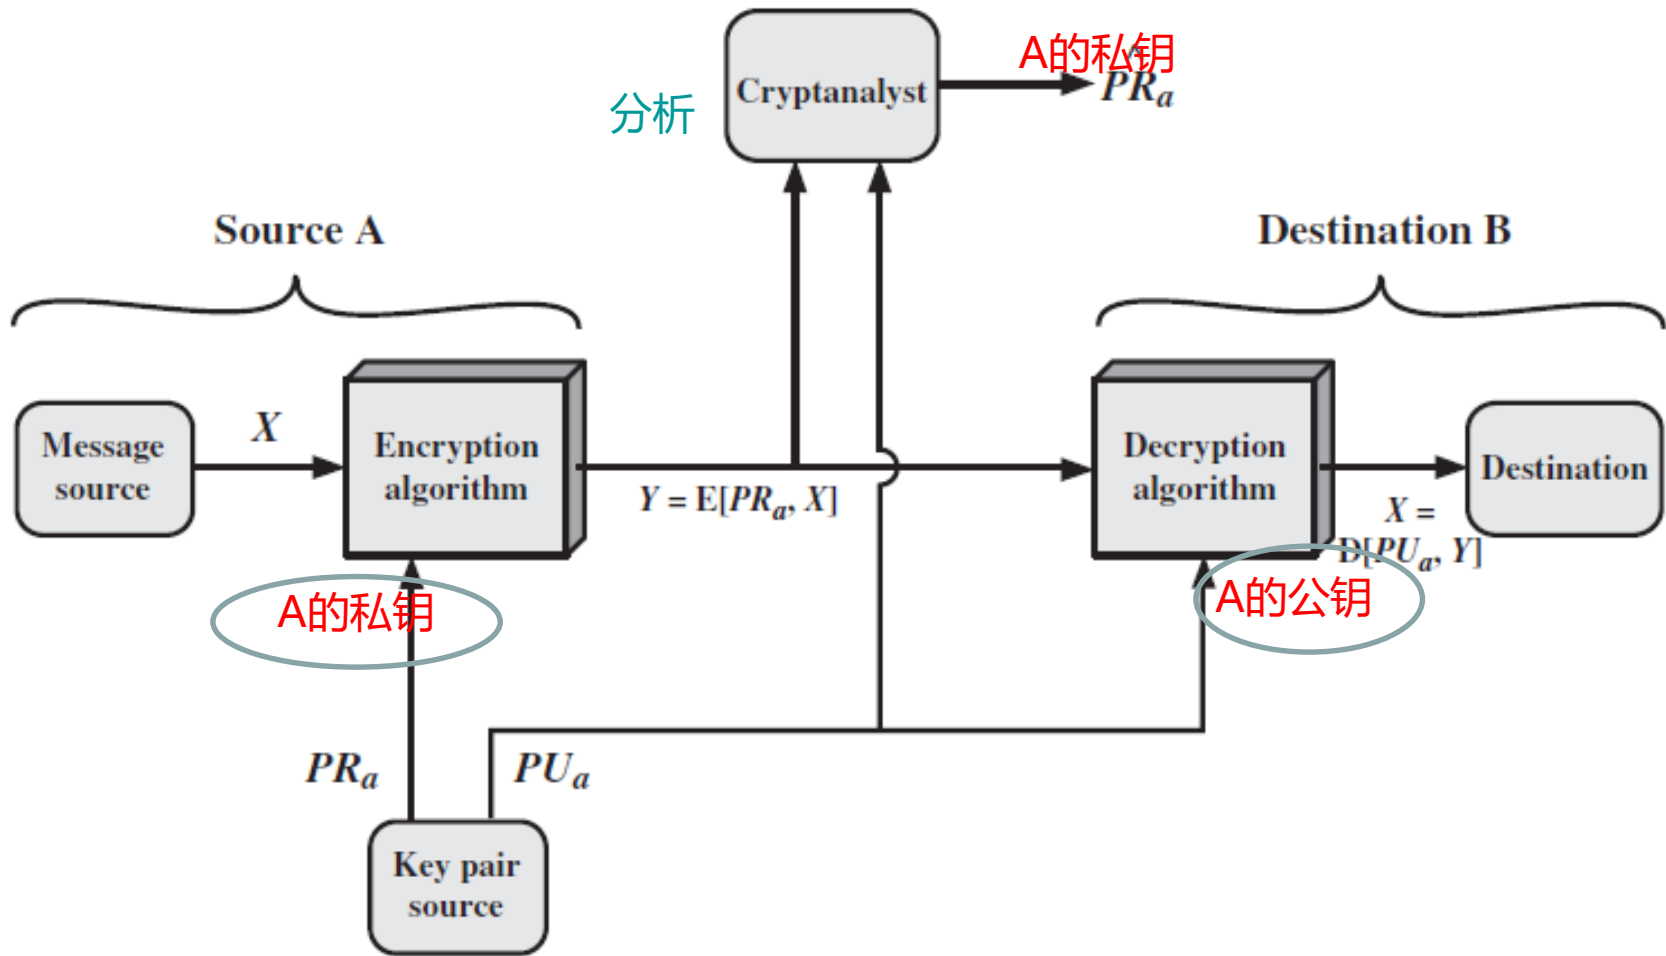 A的私钥
P̂Rₐ
Cryptanalyst
分析
Source A
Destination B
Message
source
X
Encryption
algorithm
Y = E[PRₐ, X]
Decryption
algorithm
X =
D[PUₐ, Y]
Destination
A的私钥
A的公钥
PRₐ
PUₐ
Key pair
source